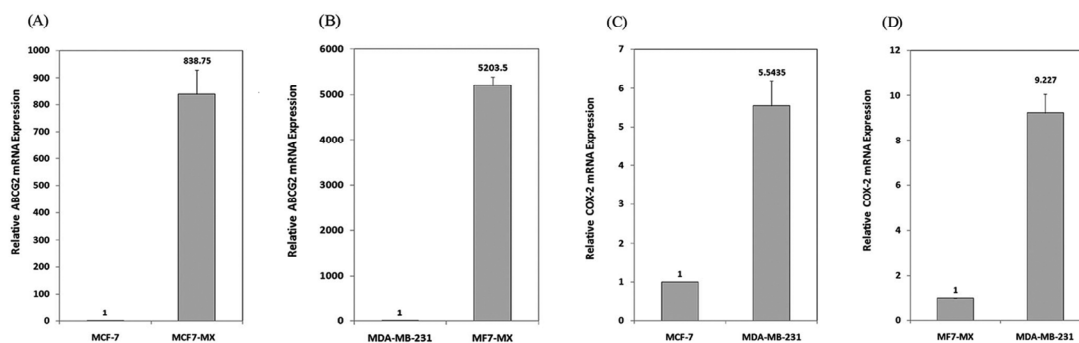 (A)
Relative ABCG2 mRNA Expression
1000
900
800
700
600
500
400
300
200
100
0
838.75
1
MCF-7
MCF7-MX
(B)
Relative ABCG2 mRNA Expression
6000
5000
4000
3000
2000
1000
0
5203.5
1
MDA-MB-231
MF7-MX
(C)
Relative COX-2 mRNA Expression
7
6
5
4
3
2
1
0
5.5435
1
MCF-7
MDA-MB-231
(D)
Relative COX-2 mRNA Expression
12
10
8
6
4
2
0
9.227
1
MF7-MX
MDA-MB-231